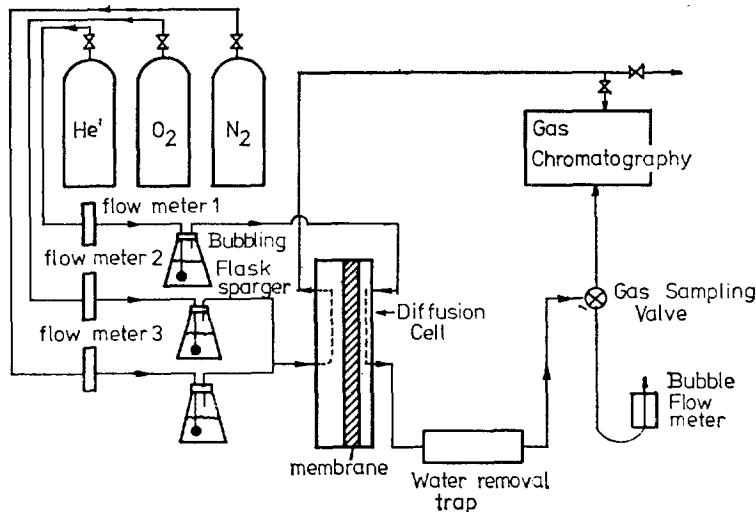 He'
O2
N2
Gas
Chromatography
flow meter 1
flow meter 2
Bubbling
Flask
sparger
flow meter 3
Diffusion
Cell
Gas Sampling
Valve
Bubble
Flow
meter
membrane
Water removal
trap